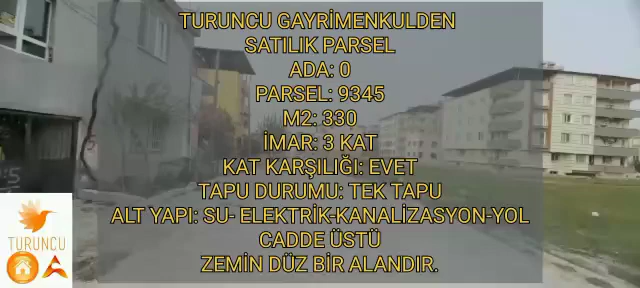 TURUNCU GAYRİMENKULDEN
SATILIK PARSEL
ADA: 0
PARSEL: 9345
M2: 330
İMAR: 3 KAT
KAT KARŞILIĞI: EVET
TAPU DURUMU: TEK TAPU
ALT YAPI: SU- ELEKTRİK-KANALİZASYON-YOL
CADDE ÜSTÜ
ZEMİN DÜZ BİR ALANDIR.
TURUNCU